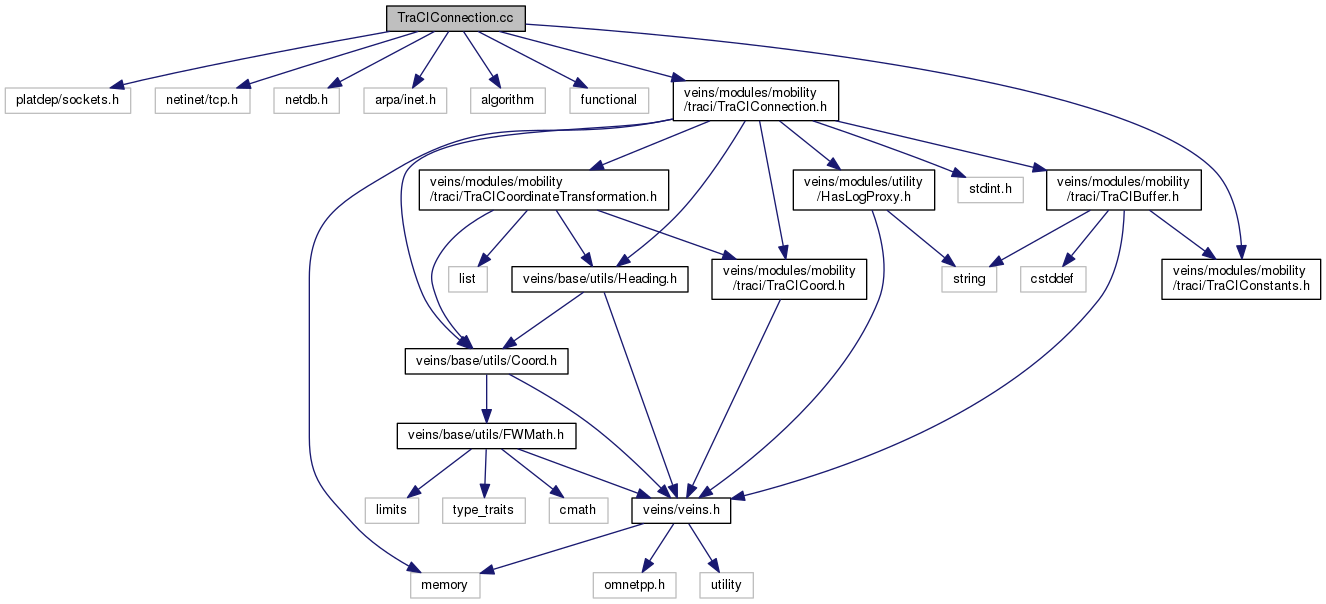 TraCIConnection.cc
platdep/sockets.h
netinet/tcp.h
netdb.h
arpa/inet.h
algorithm
functional
veins/modules/mobility
/traci/TraCIConnection.h
veins/modules/mobility
/traci/TraCICoordinateTransformation.h
veins/modules/utility
/HasLogProxy.h
stdint.h
veins/modules/mobility
/traci/TraCIBuffer.h
list
veins/base/utils/Heading.h
veins/modules/mobility
/traci/TraCICoord.h
string
cstddef
veins/modules/mobility
/traci/TraCIConstants.h
veins/base/utils/Coord.h
veins/base/utils/FWMath.h
limits
type_traits
cmath
veins/veins.h
memory
omnetpp.h
utility